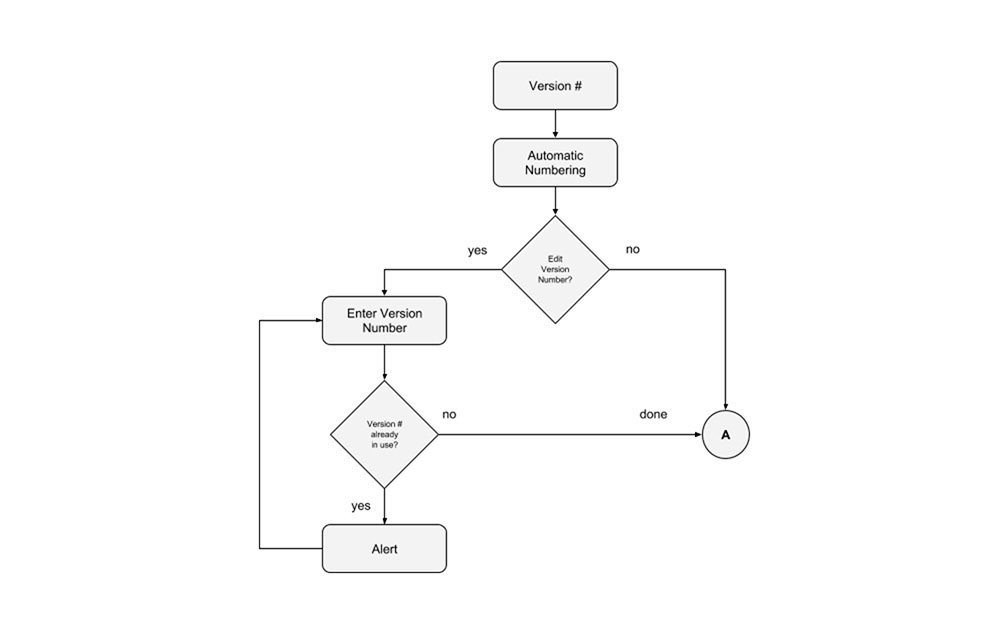 Version #
Automatic
Numbering
yes
no
Edit
Version
Number?
Enter Version
Number
no
done
Version #
already
in use?
A
yes
Alert